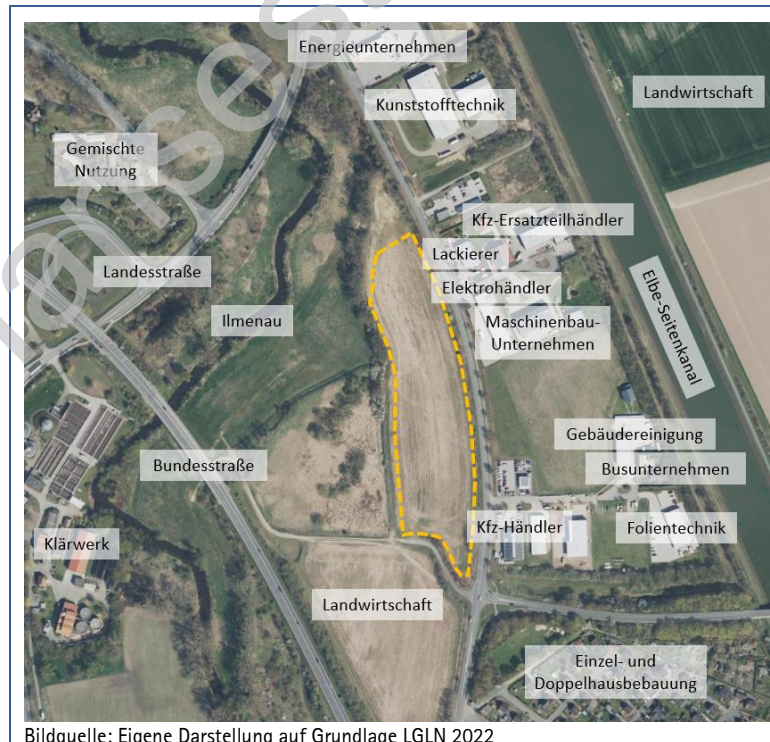 Energieunternehmen
Kunststofftechnik
Landwirtschaft
Gemischte
Nutzung
Kfz-Ersatzteilhändler
Lackierer
Landesstraße
Elektrohändler
Ilmenau
Maschinenbau-
Unternehmen
Elbe-Seitenkanal
Gebäudereinigung
Bundesstraße
Busunternehmen
Klärwerk
Kfz-Händler
Folientechnik
Landwirtschaft
Einzel- und
Doppelhausbebauung
Bildquelle: Eigene Darstellung auf Grundlage LGLN 2022